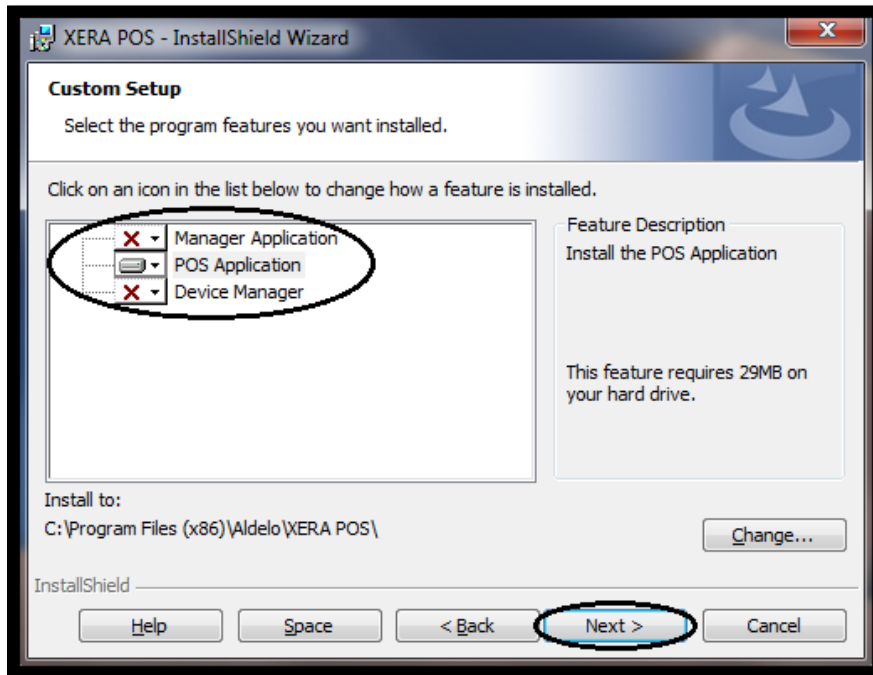 XERA POS - InstallShield Wizard
Custom Setup
Select the program features you want installed.
Click on an icon in the list below to change how a feature is installed.
Manager Application
POS Application
Device Manager
Feature Description
Install the POS Application
This feature requires 29MB on
your hard drive.
Install to:
C:\Program Files (x86)\Aldelo\XERA POS\
Change...
InstallShield
Help
Space
< Back
Next >
Cancel